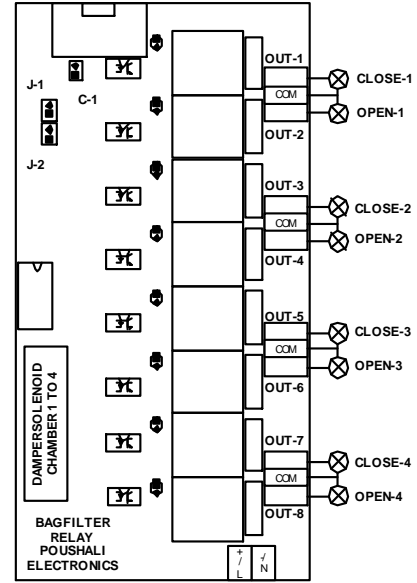 OUT-1
CLOSE-1
J-1
COM
C-1
OPEN-1
OUT-2
J-2
OUT-3
CLOSE-2
COM
OPEN-2
OUT-4
OUT-5
CLOSE-3
COM
OPEN-3
OUT-6
DAMPERSOLENOID
CHAMBER 1 TO 4
OUT-7
CLOSE-4
COM
OPEN-4
OUT-8
BAGFILTER
RELAY
POUSHALI
ELECTRONICS
+
/
L
-/
N